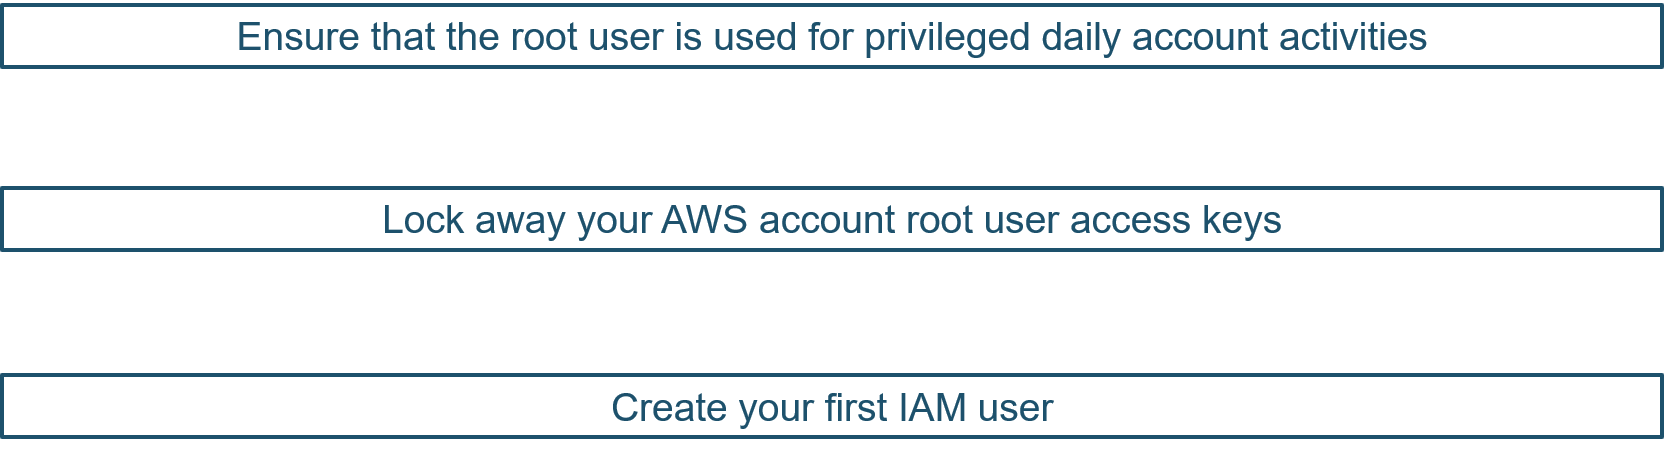 Ensure that the root user is used for privileged daily account activities
Lock away your AWS account root user access keys
Create your first IAM user